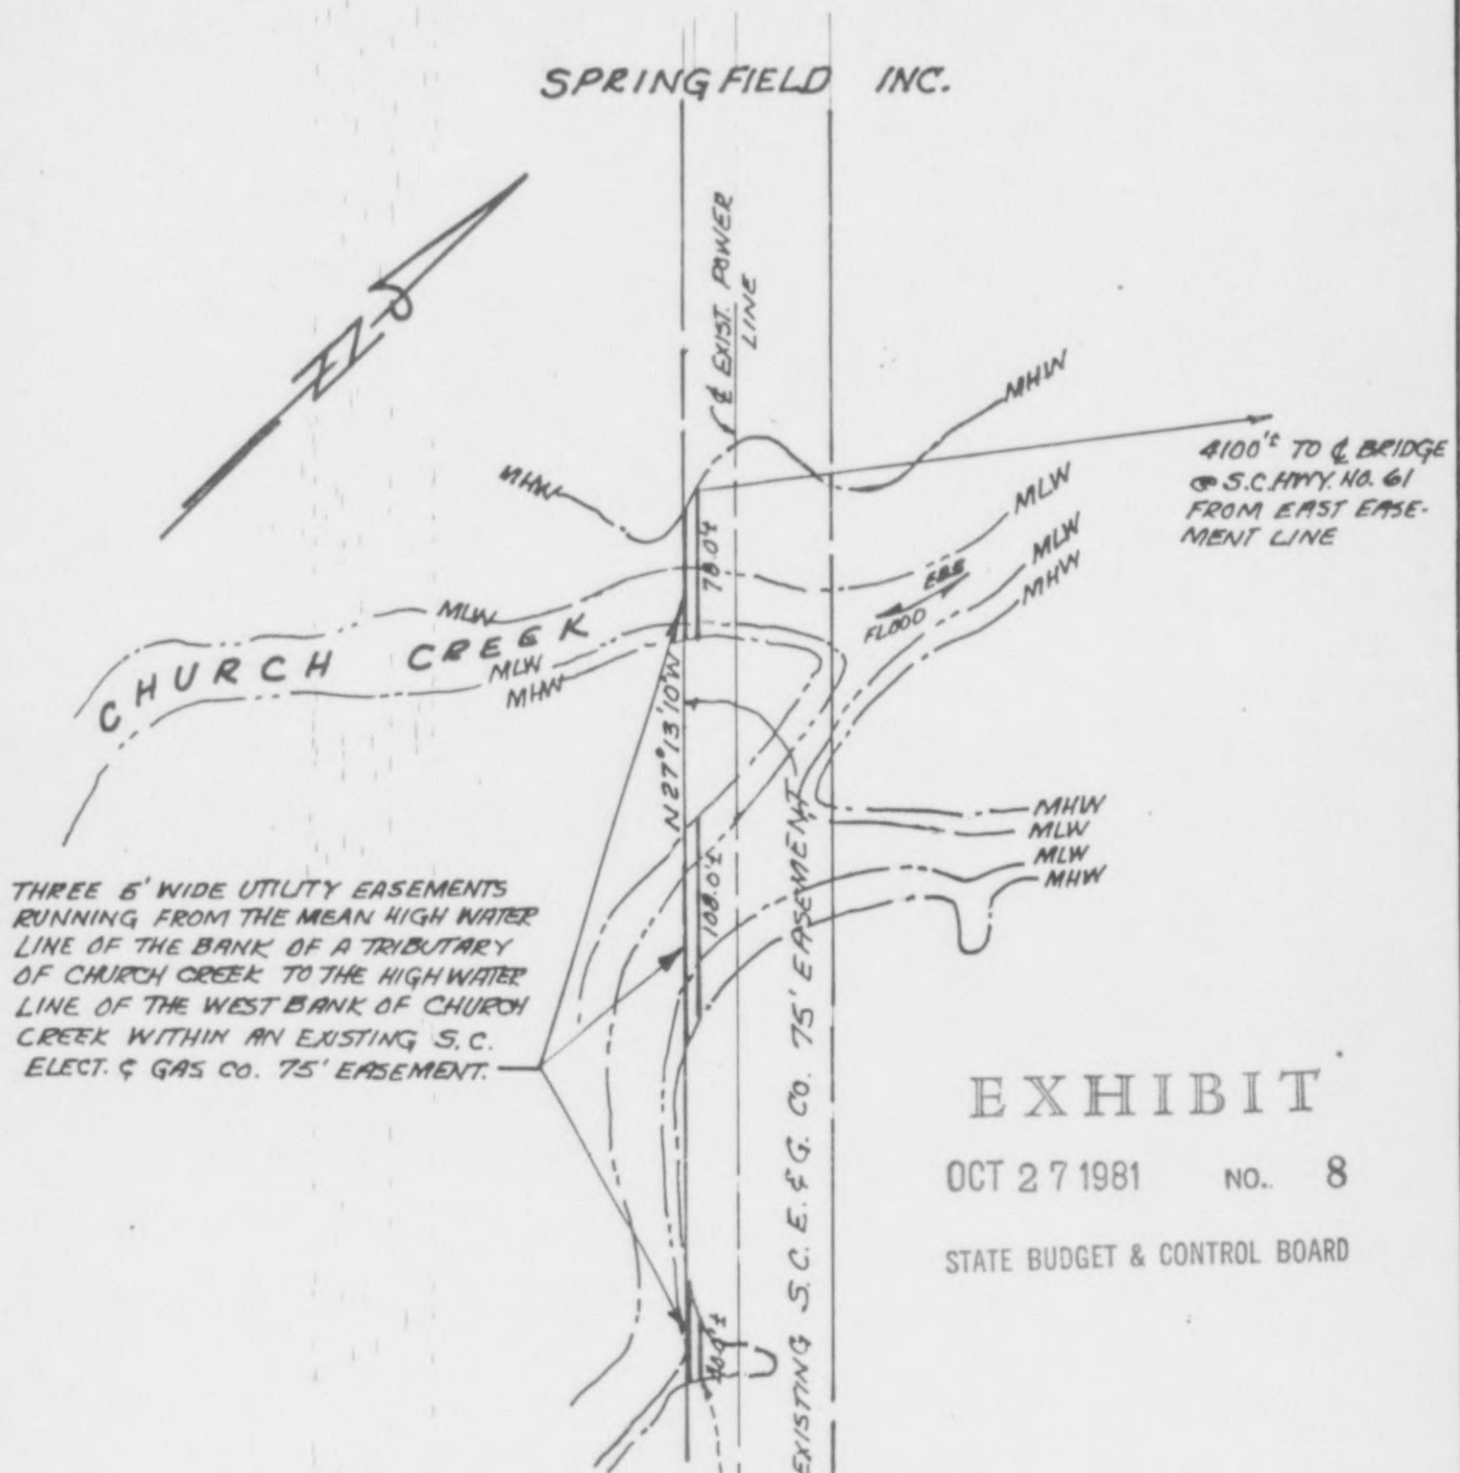 SPRINGFIELD INC.
N
℄ EXIST. POWER
LINE
MHW
MHW
4100'± TO ℄ BRIDGE
@ S.C. HWY. NO. 61
FROM EAST EASE-
MENT LINE
MLW
MLW
MHW
EBB
FLOOD
78.0'±
MLW
CHURCH CREEK
MLW
MHW
N27°13'10"W
MHW
MLW
MLW
MHW
108.0'±
THREE 6' WIDE UTILITY EASEMENTS
RUNNING FROM THE MEAN HIGH WATER
LINE OF THE BANK OF A TRIBUTARY
OF CHURCH CREEK TO THE HIGH WATER
LINE OF THE WEST BANK OF CHURCH
CREEK WITHIN AN EXISTING S.C.
ELECT. & GAS CO. 75' EASEMENT.
EXISTING S.C.E. & G. CO. 75' EASEMENT
EXHIBIT
OCT 27 1981 NO. 8
STATE BUDGET & CONTROL BOARD